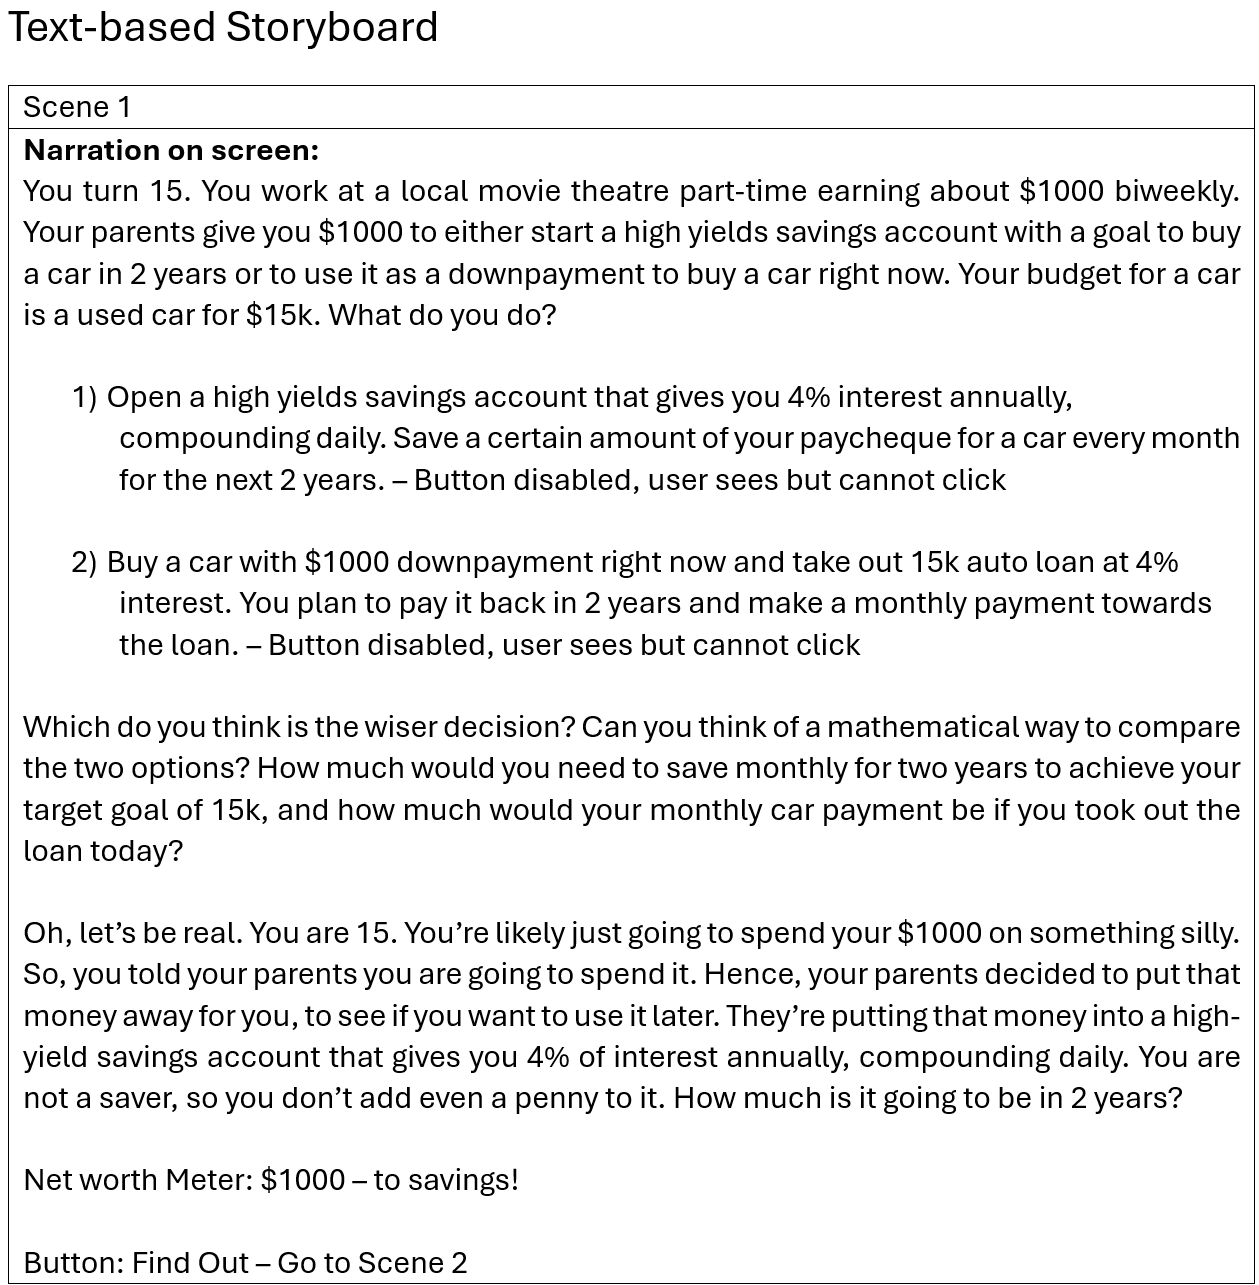 Text-based Storyboard
Scene 1
Narration on screen:
You turn 15. You work at a local movie theatre part-time earning about $1000 biweekly.
Your parents give you $1000 to either start a high yields savings account with a goal to buy
a car in 2 years or to use it as a downpayment to buy a car right now. Your budget for a car
is a used car for $15k. What do you do?
1) Open a high yields savings account that gives you 4% interest annually,
compounding daily. Save a certain amount of your paycheque for a car every month
for the next 2 years. – Button disabled, user sees but cannot click
2) Buy a car with $1000 downpayment right now and take out 15k auto loan at 4%
interest. You plan to pay it back in 2 years and make a monthly payment towards
the loan. – Button disabled, user sees but cannot click
Which do you think is the wiser decision? Can you think of a mathematical way to compare
the two options? How much would you need to save monthly for two years to achieve your
target goal of 15k, and how much would your monthly car payment be if you took out the
loan today?
Oh, let’s be real. You are 15. You’re likely just going to spend your $1000 on something silly.
So, you told your parents you are going to spend it. Hence, your parents decided to put that
money away for you, to see if you want to use it later. They’re putting that money into a high-
yield savings account that gives you 4% of interest annually, compounding daily. You are
not a saver, so you don’t add even a penny to it. How much is it going to be in 2 years?
Net worth Meter: $1000 – to savings!
Button: Find Out – Go to Scene 2